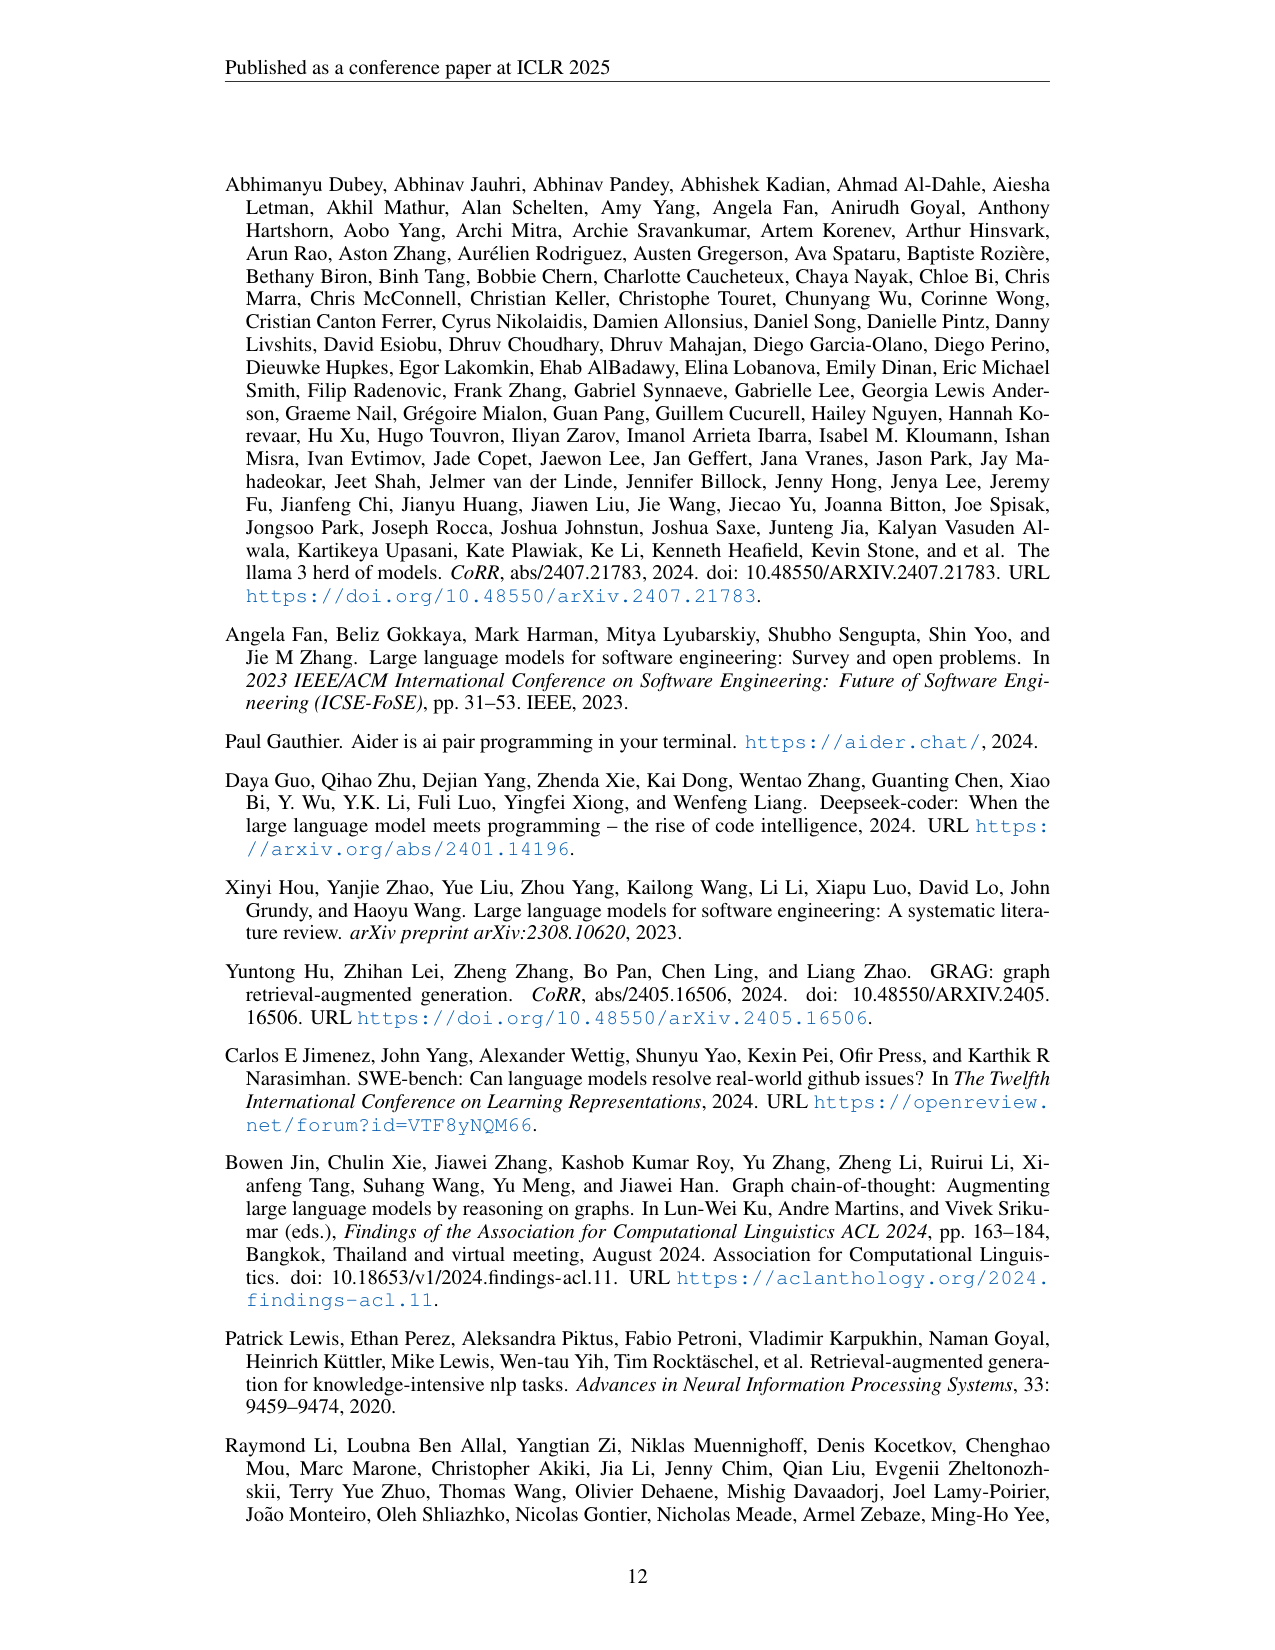 Published as a conference paper at ICLR 2025
Abhimanyu Dubey, Abhinav Jauhri, Abhinav Pandey, Abhishek Kadian, Ahmad Al-Dahle, Aiesha
Letman, Akhil Mathur, Alan Schelten, Amy Yang, Angela Fan, Anirudh Goyal, Anthony
Hartshorn, Aobo Yang, Archi Mitra, Archie Sravankumar, Artem Korenev, Arthur Hinsvark,
Arun Rao, Aston Zhang, Aurélien Rodriguez, Austen Gregerson, Ava Spataru, Baptiste Rozière,
Bethany Biron, Binh Tang, Bobbie Chern, Charlotte Caucheteux, Chaya Nayak, Chloe Bi, Chris
Marra, Chris McConnell, Christian Keller, Christophe Touret, Chunyang Wu, Corinne Wong,
Cristian Canton Ferrer, Cyrus Nikolaidis, Damien Allonsius, Daniel Song, Danielle Pintz, Danny
Livshits, David Esiobu, Dhruv Choudhary, Dhruv Mahajan, Diego Garcia-Olano, Diego Perino,
Dieuwke Hupkes, Egor Lakomkin, Ehab AlBadawy, Elina Lobanova, Emily Dinan, Eric Michael
Smith, Filip Radenovic, Frank Zhang, Gabriel Synnaeve, Gabrielle Lee, Georgia Lewis Ander-
son, Graeme Nail, Grégoire Mialon, Guan Pang, Guillem Cucurell, Hailey Nguyen, Hannah Ko-
revaar, Hu Xu, Hugo Touvron, Iliyan Zarov, Imanol Arrieta Ibarra, Isabel M. Kloumann, Ishan
Misra, Ivan Evtimov, Jade Copet, Jaewon Lee, Jan Geffert, Jana Vranes, Jason Park, Jay Ma-
hadeokar, Jeet Shah, Jelmer van der Linde, Jennifer Billock, Jenny Hong, Jenya Lee, Jeremy
Fu, Jianfeng Chi, Jianyu Huang, Jiawen Liu, Jie Wang, Jiecao Yu, Joanna Bitton, Joe Spisak,
Jongsoo Park, Joseph Rocca, Joshua Johnstun, Joshua Saxe, Junteng Jia, Kalyan Vasuden Al-
wala, Kartikeya Upasani, Kate Plawiak, Ke Li, Kenneth Heafield, Kevin Stone, and et al. The
llama 3 herd of models. CoRR, abs/2407.21783, 2024. doi: 10.48550/ARXIV.2407.21783. URL
https://doi.org/10.48550/arXiv.2407.21783.
Angela Fan, Beliz Gokkaya, Mark Harman, Mitya Lyubarskiy, Shubho Sengupta, Shin Yoo, and
Jie M Zhang. Large language models for software engineering: Survey and open problems. In
2023 IEEE/ACM International Conference on Software Engineering: Future of Software Engi-
neering (ICSE-FoSE), pp. 31–53. IEEE, 2023.
Paul Gauthier. Aider is ai pair programming in your terminal. https://aider.chat/, 2024.
Daya Guo, Qihao Zhu, Dejian Yang, Zhenda Xie, Kai Dong, Wentao Zhang, Guanting Chen, Xiao
Bi, Y. Wu, Y.K. Li, Fuli Luo, Yingfei Xiong, and Wenfeng Liang. Deepseek-coder: When the
large language model meets programming – the rise of code intelligence, 2024. URL https:
//arxiv.org/abs/2401.14196.
Xinyi Hou, Yanjie Zhao, Yue Liu, Zhou Yang, Kailong Wang, Li Li, Xiapu Luo, David Lo, John
Grundy, and Haoyu Wang. Large language models for software engineering: A systematic litera-
ture review. arXiv preprint arXiv:2308.10620, 2023.
Yuntong Hu, Zhihan Lei, Zheng Zhang, Bo Pan, Chen Ling, and Liang Zhao. GRAG: graph
retrieval-augmented generation. CoRR, abs/2405.16506, 2024. doi: 10.48550/ARXIV.2405.
16506. URL https://doi.org/10.48550/arXiv.2405.16506.
Carlos E Jimenez, John Yang, Alexander Wettig, Shunyu Yao, Kexin Pei, Ofir Press, and Karthik R
Narasimhan. SWE-bench: Can language models resolve real-world github issues? In The Twelfth
International Conference on Learning Representations, 2024. URL https://openreview.
net/forum?id=VTF8yNQM66.
Bowen Jin, Chulin Xie, Jiawei Zhang, Kashob Kumar Roy, Yu Zhang, Zheng Li, Ruirui Li, Xi-
anfeng Tang, Suhang Wang, Yu Meng, and Jiawei Han. Graph chain-of-thought: Augmenting
large language models by reasoning on graphs. In Lun-Wei Ku, Andre Martins, and Vivek Sriku-
mar (eds.), Findings of the Association for Computational Linguistics ACL 2024, pp. 163–184,
Bangkok, Thailand and virtual meeting, August 2024. Association for Computational Linguis-
tics. doi: 10.18653/v1/2024.findings-acl.11. URL https://aclanthology.org/2024.
findings-acl.11.
Patrick Lewis, Ethan Perez, Aleksandra Piktus, Fabio Petroni, Vladimir Karpukhin, Naman Goyal,
Heinrich Küttler, Mike Lewis, Wen-tau Yih, Tim Rocktäschel, et al. Retrieval-augmented genera-
tion for knowledge-intensive nlp tasks. Advances in Neural Information Processing Systems, 33:
9459–9474, 2020.
Raymond Li, Loubna Ben Allal, Yangtian Zi, Niklas Muennighoff, Denis Kocetkov, Chenghao
Mou, Marc Marone, Christopher Akiki, Jia Li, Jenny Chim, Qian Liu, Evgenii Zheltonozh-
skii, Terry Yue Zhuo, Thomas Wang, Olivier Dehaene, Mishig Davaadorj, Joel Lamy-Poirier,
João Monteiro, Oleh Shliazhko, Nicolas Gontier, Nicholas Meade, Armel Zebaze, Ming-Ho Yee,
12